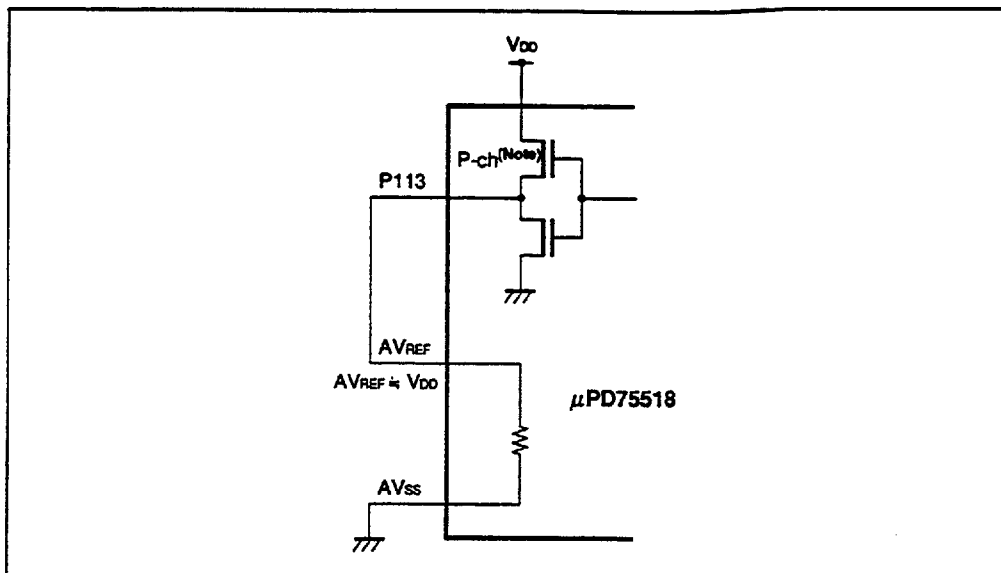 VDD
P-ch(Note)
P113
AVREF
AVREF ≒ VDD
μPD75518
AVSS